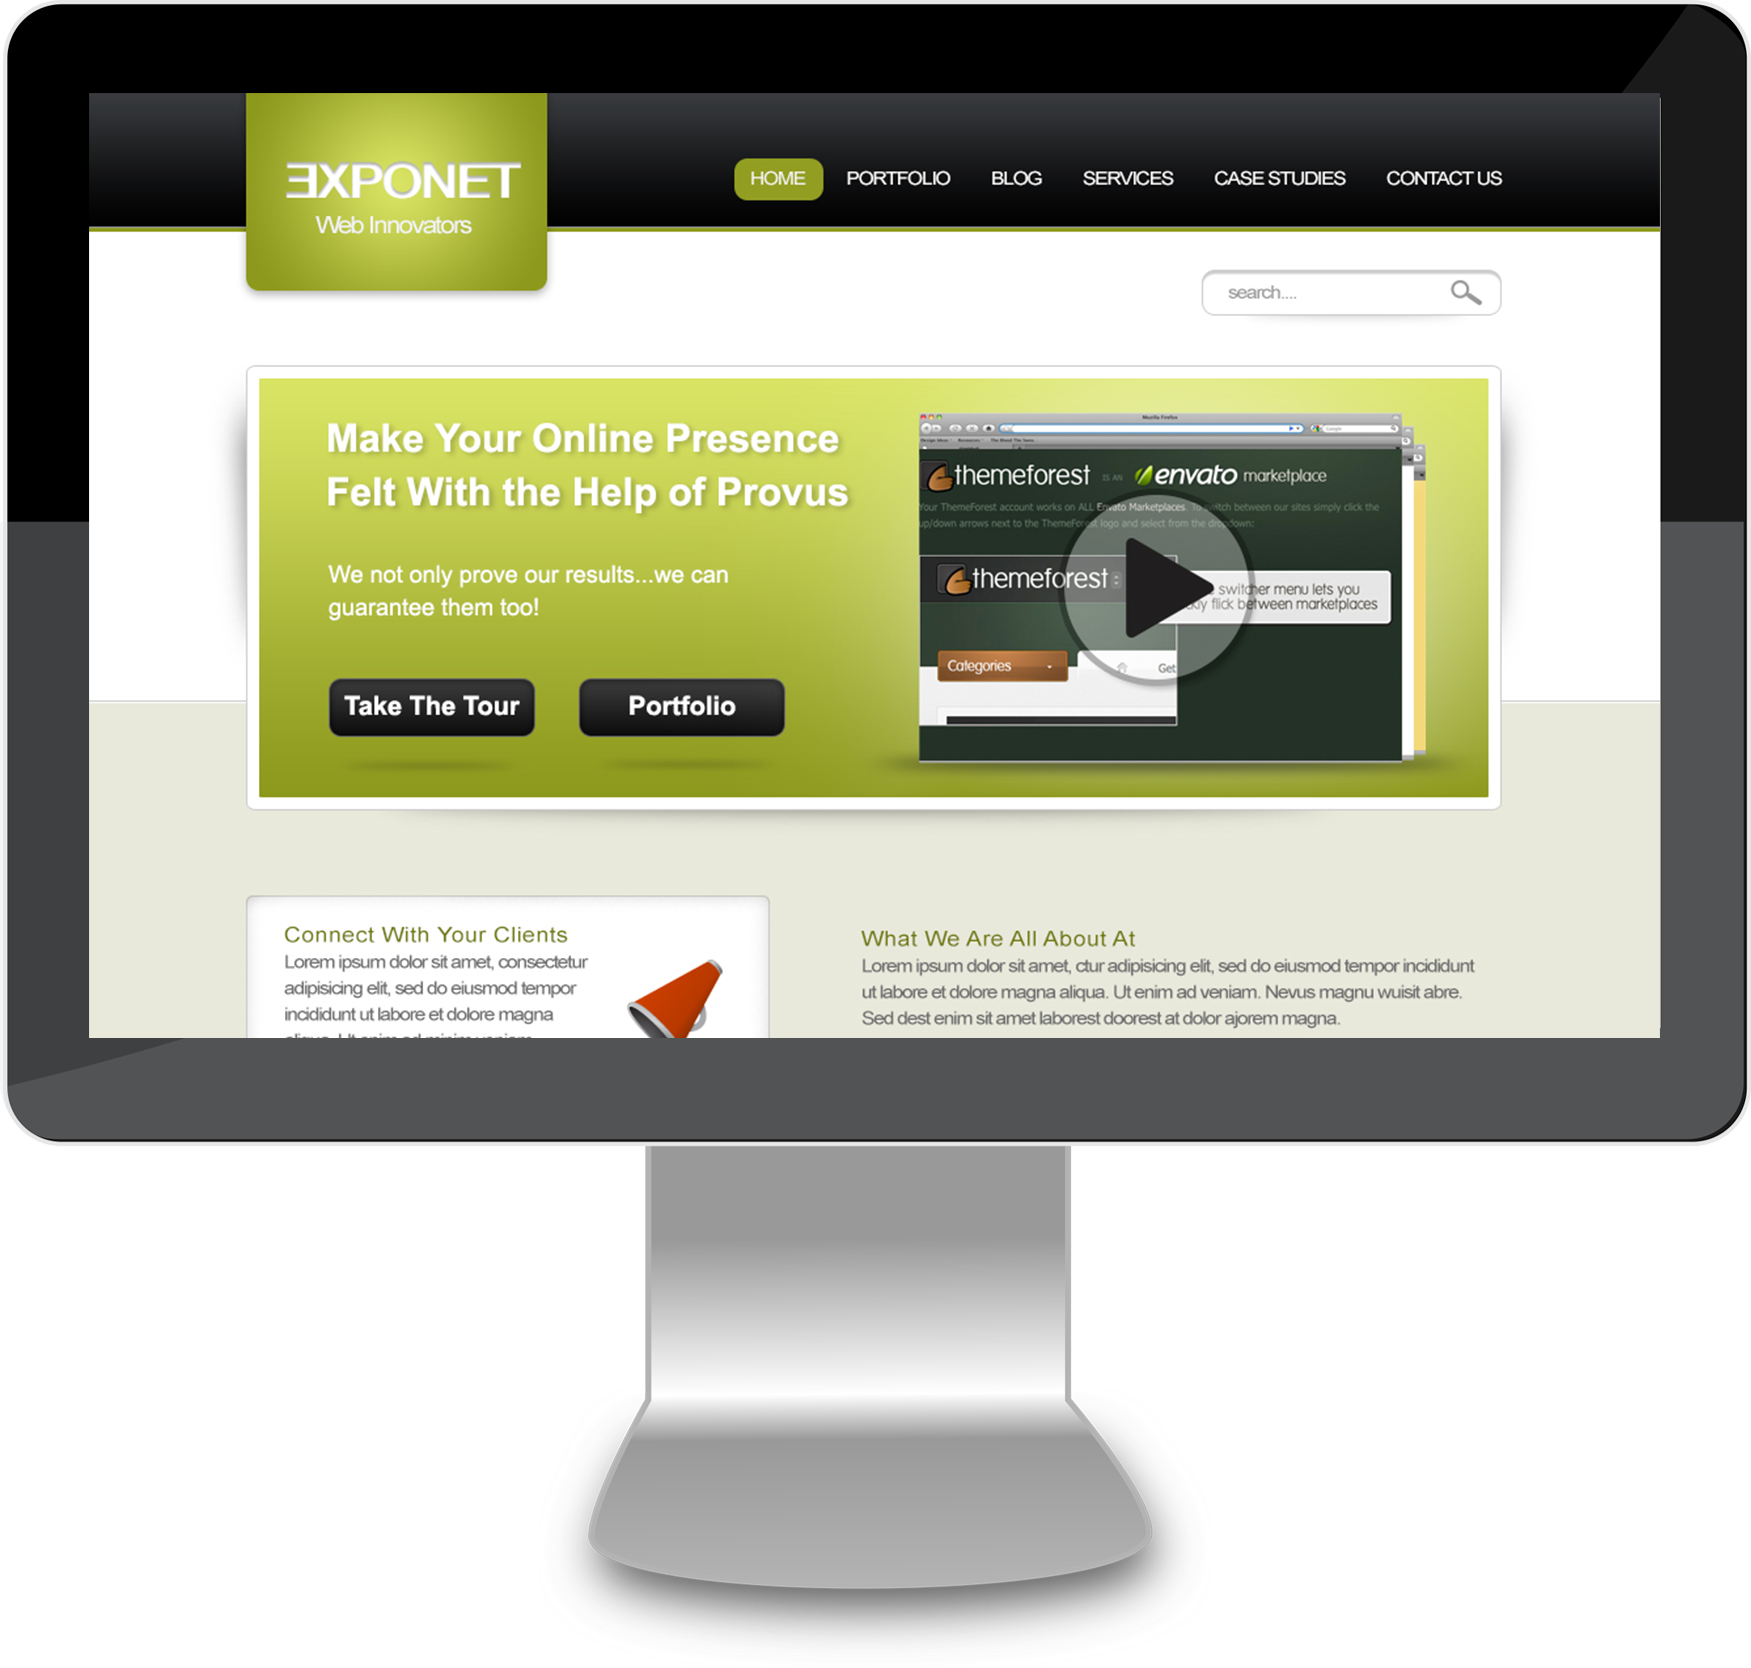 EXPONET
Web Innovators
HOME PORTFOLIO BLOG SERVICES CASE STUDIES CONTACT US
search....
Make Your Online Presence
Felt With the Help of Provus
We not only prove our results...we can
guarantee them too!
Take The Tour Portfolio
Mozilla Firefox
Google
themeforest IS AN envato marketplace
Your ThemeForest account works on ALL Envato Marketplaces. To switch between our sites simply click the
up/down arrows next to the ThemeForest logo and select from the dropdown:
themeforest
switcher menu lets you
flick between marketplaces
Categories
Get
Connect With Your Clients
Lorem ipsum dolor sit amet, consectetur
adipisicing elit, sed do eiusmod tempor
incididunt ut labore et dolore magna
What We Are All About At
Lorem ipsum dolor sit amet, ctur adipisicing elit, sed do eiusmod tempor incididunt
ut labore et dolore magna aliqua. Ut enim ad veniam. Nevus magnu wuisit abre.
Sed dest enim sit amet laborest doorest at dolor ajorem magna.